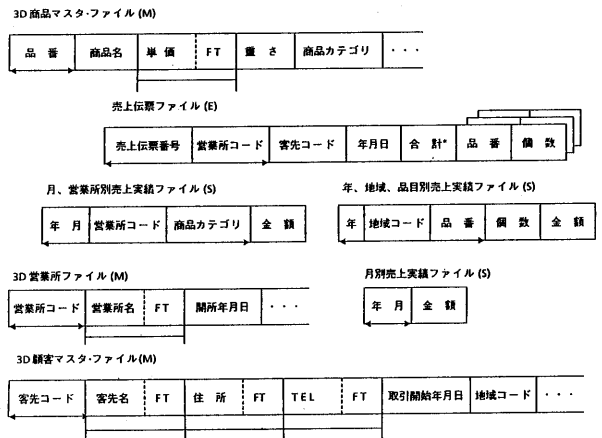 3D 商品マスタ・ファイル (M)
品 番 商品名 単 価 FT 重 さ 商品カテゴリ ・・・
売上伝票ファイル (E)
売上伝票番号 営業所コード 客先コード 年月日 合 計* 品 番 個 数
月、営業所別売上実績ファイル (S)
年 月 営業所コード 商品カテゴリ 金 額
年、地域、品目別売上実績ファイル (S)
年 地域コード 品 番 個 数 金 額
3D 営業所ファイル (M)
営業所コード 営業所名 FT 開所年月日 ・・・
月別売上実績ファイル (S)
年 月 金 額
3D 顧客マスタ・ファイル(M)
客先コード 客先名 FT 住 所 FT TEL FT 取引開始年月日 地域コード ・・・